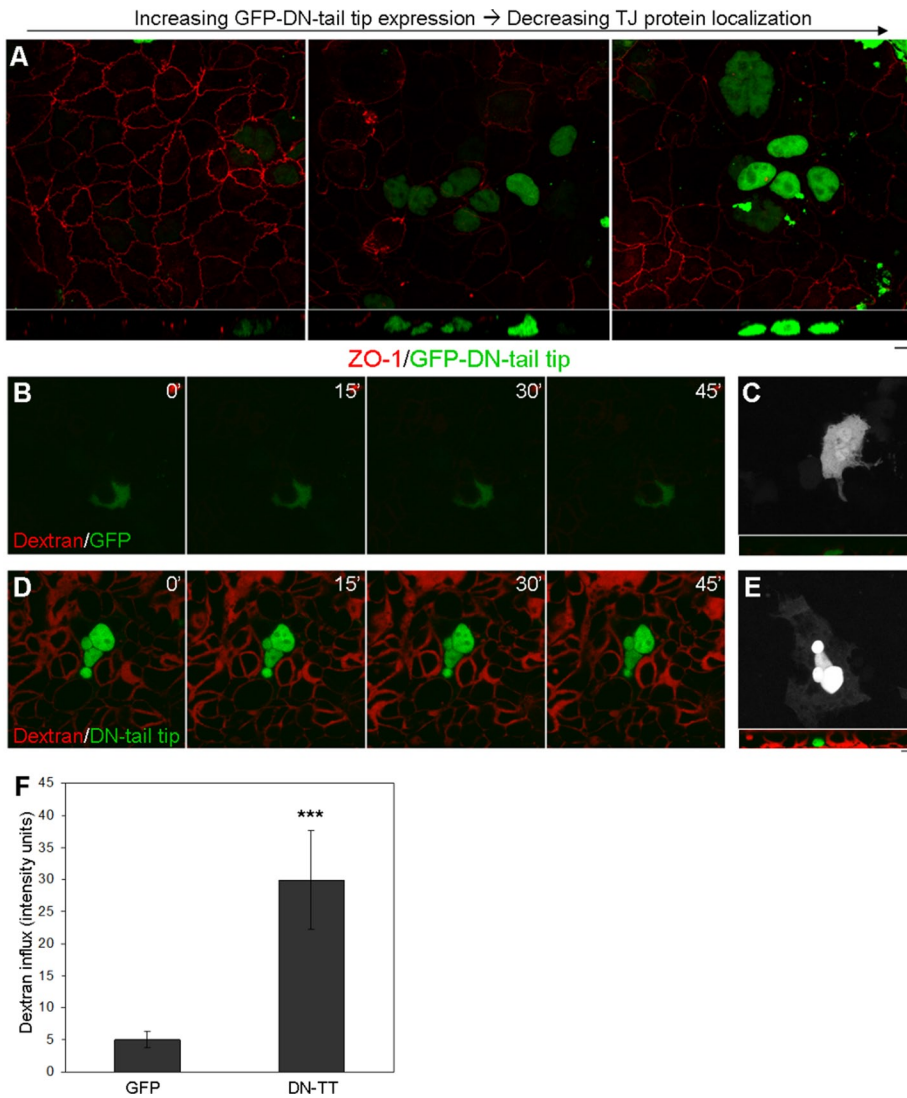 Increasing GFP-DN-tail tip expression → Decreasing TJ protein localization
A
ZO-1/GFP-DN-tail tip
B
0'
15'
30'
45'
C
Dextran/GFP
D
0'
15'
30'
45'
E
Dextran/DN-tail tip
F
Dextran influx (intensity units)
45
40
35
30
25
20
15
10
5
0
***
GFP
DN-TT